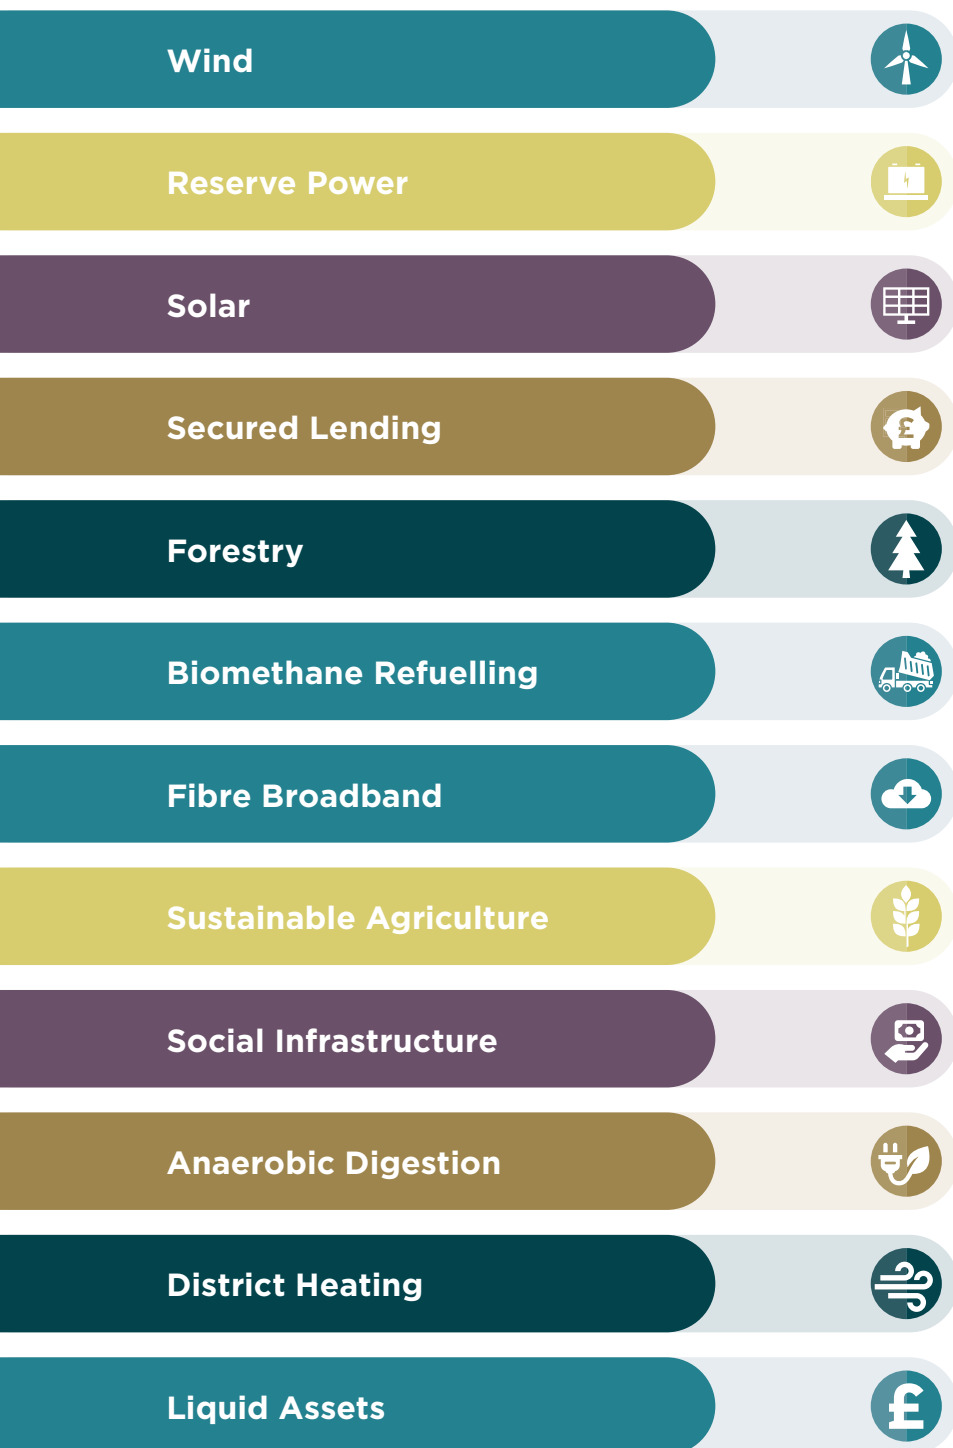 Wind
Reserve Power
Solar
Secured Lending
£
Forestry
Biomethane Refuelling
Fibre Broadband
Sustainable Agriculture
Social Infrastructure
Anaerobic Digestion
District Heating
Liquid Assets
£